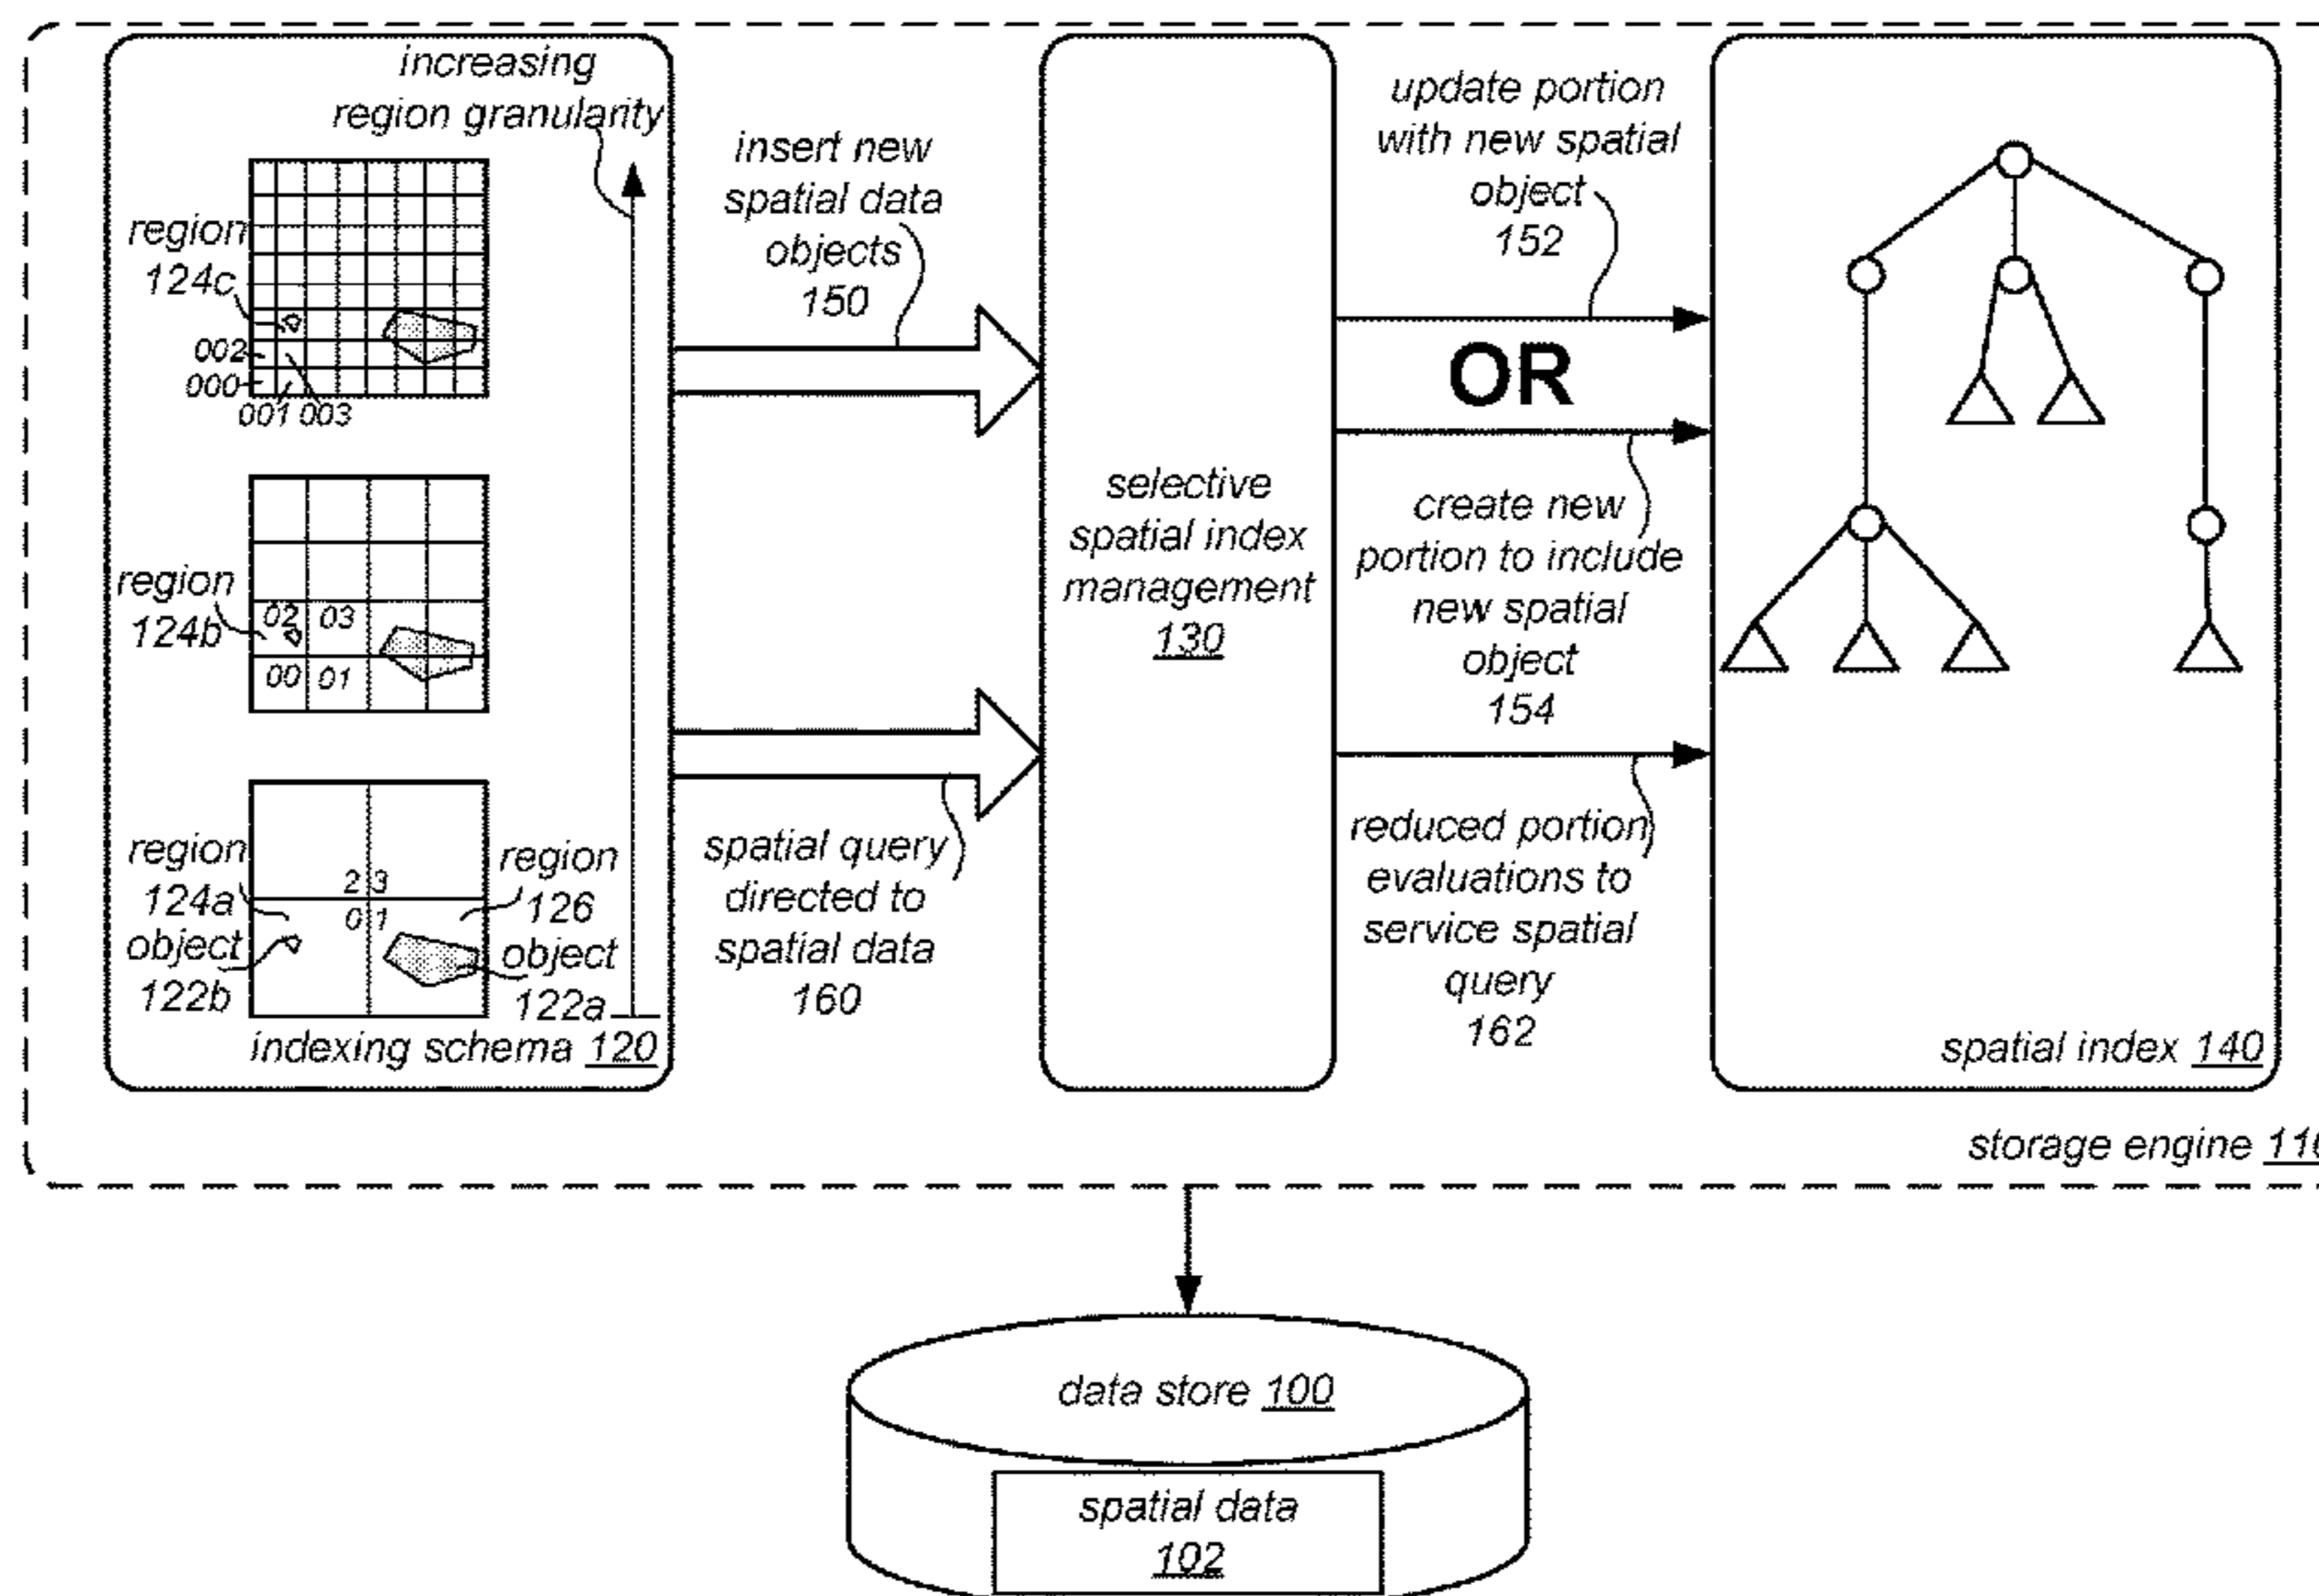 increasing
region granularity
region
124c
002
000
001 003
region
124b
02 03
00 01
region
124a
2 3
0 1
region
126
object
122b
object
122a
indexing schema 120
insert new
spatial data
objects
150
spatial query
directed to
spatial data
160
selective
spatial index
management
130
update portion
with new spatial
object
152
OR
create new
portion to include
new spatial
object
154
reduced portion
evaluations to
service spatial
query
162
spatial index 140
storage engine 110
data store 100
spatial data
102